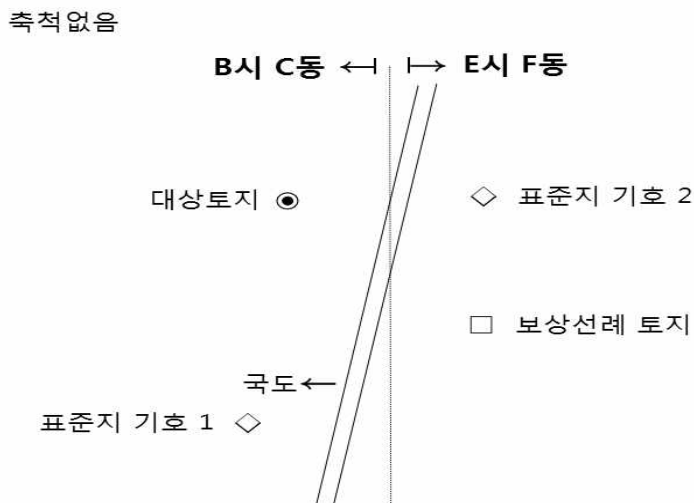 축척없음
B시 C동 ←
→ E시 F동
대상토지
표준지 기호 2
보상선례 토지
국도←
표준지 기호 1